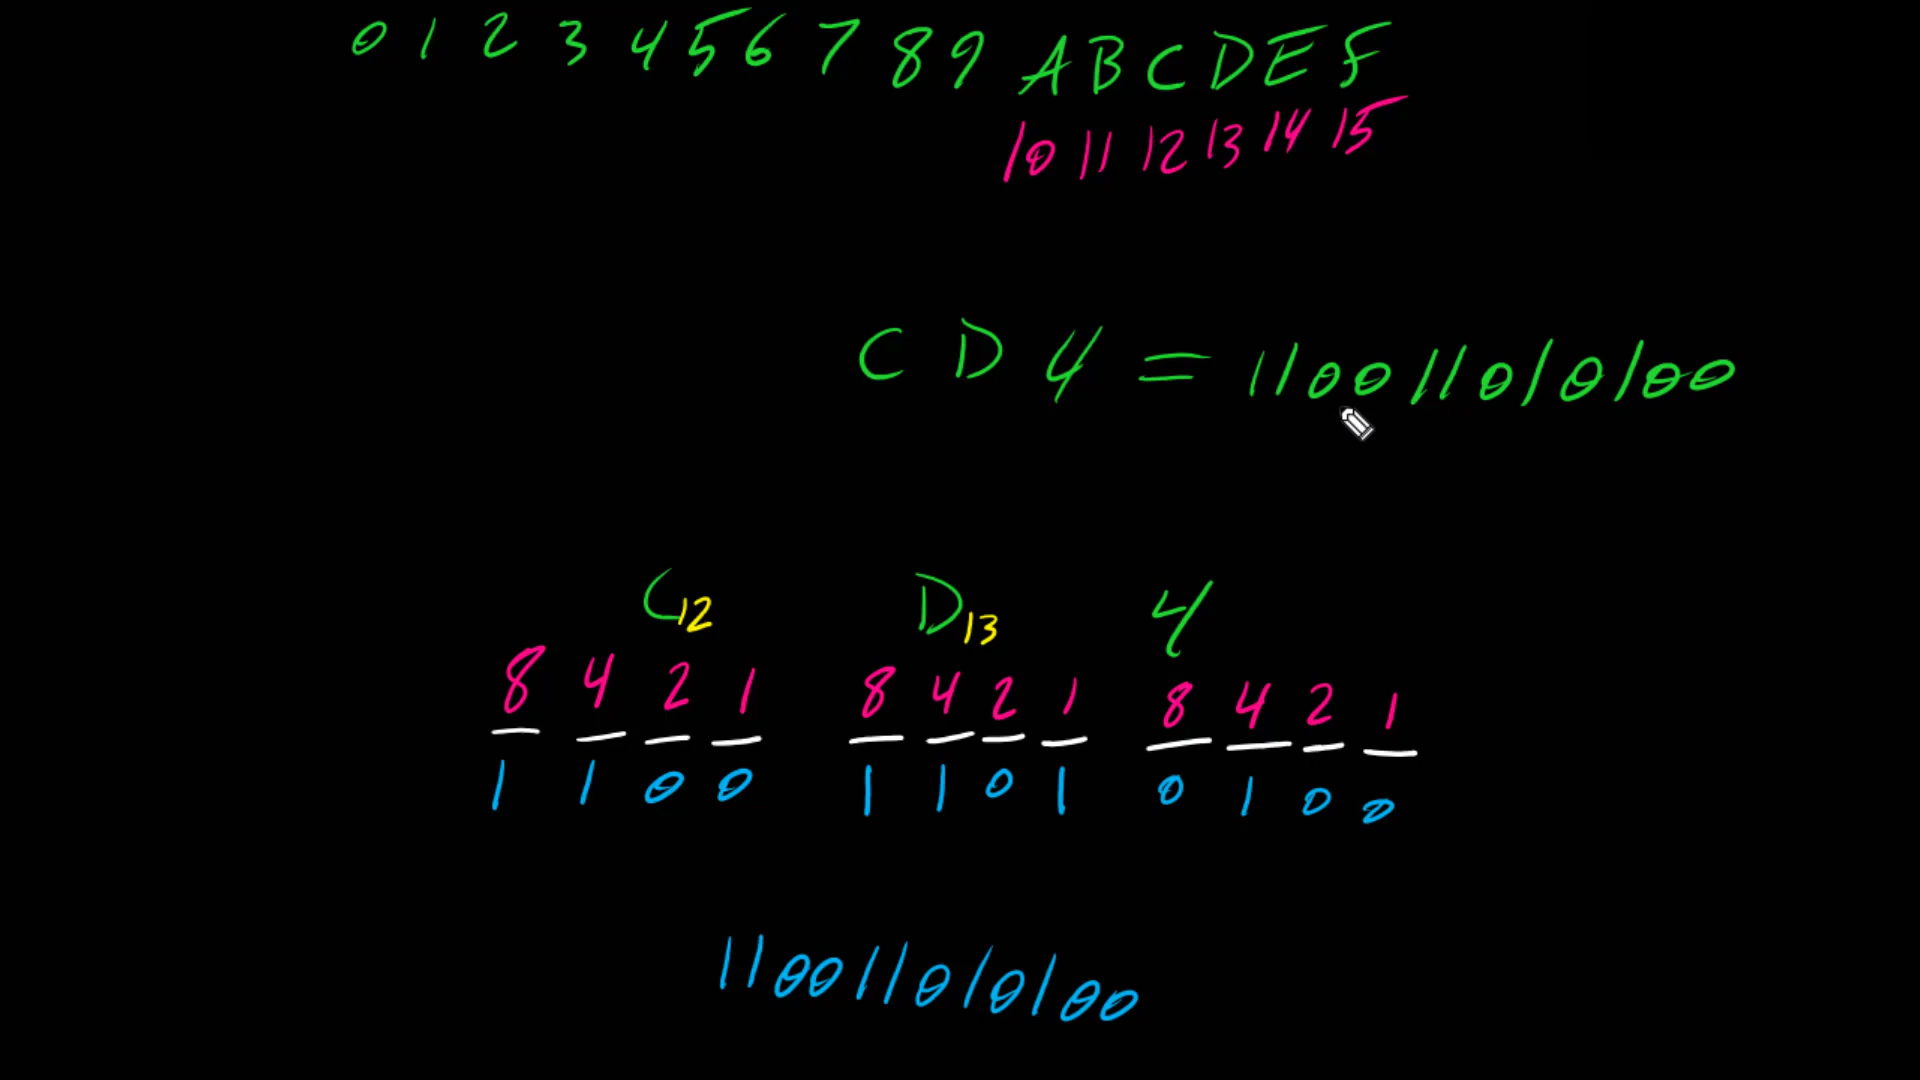 0 1 2 3 4 5 6 7 8 9 A B C D E F
10 11 12 13 14 15
C D 4 = 110011010100
C12 D13 4
8 4 2 1 8 4 2 1 8 4 2 1
1 1 0 0 1 1 0 1 0 1 0 0
110011010100